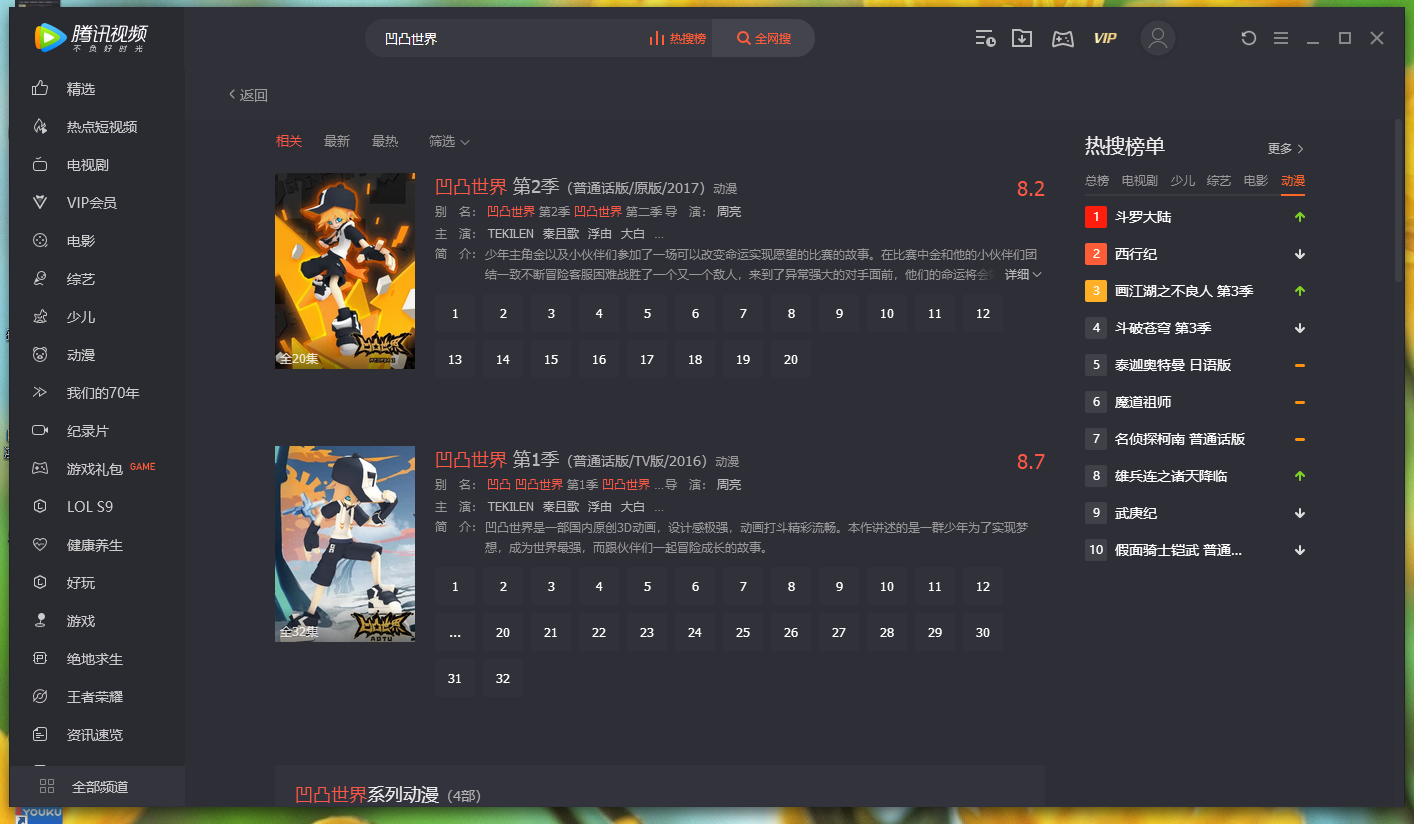 腾讯视频
不负好时光
凹凸世界
热搜榜
全网搜
VIP
精选
热点短视频
电视剧
VIP会员
电影
综艺
少儿
动漫
我们的70年
纪录片
游戏礼包 GAME
LOL S9
健康养生
好玩
游戏
绝地求生
王者荣耀
资讯速览
全部频道
返回
相关 最新 最热 筛选
凹凸世界 第2季（普通话版/原版/2017）动漫
8.2
别 名： 凹凸世界 第2季 凹凸世界 第二季 导 演： 周亮
主 演： TEKILEN 秦且歌 浮由 大白 ...
简 介： 少年主角金以及小伙伴们参加了一场可以改变命运实现愿望的比赛的故事。在比赛中金和他的小伙伴们团
结一致不断冒险客服困难战胜了一个又一个敌人，来到了异常强大的对手面前，他们的命运将会 详细
1 2 3 4 5 6 7 8 9 10 11 12
13 14 15 16 17 18 19 20
凹凸世界
全20集
凹凸世界 第1季（普通话版/TV版/2016）动漫
8.7
别 名： 凹凸 凹凸世界 第1季 凹凸世界 ...导 演： 周亮
主 演： TEKILEN 秦且歌 浮由 大白 ...
简 介： 凹凸世界是一部国内原创3D动画，设计感极强，动画打斗精彩流畅。本作讲述的是一群少年为了实现梦
想，成为世界最强，而跟伙伴们一起冒险成长的故事。
1 2 3 4 5 6 7 8 9 10 11 12
... 20 21 22 23 24 25 26 27 28 29 30
31 32
凹凸世界
AOTU
全32集
凹凸世界系列动漫（4部）
热搜榜单
更多
总榜 电视剧 少儿 综艺 电影 动漫
1 斗罗大陆
2 西行纪
3 画江湖之不良人 第3季
4 斗破苍穹 第3季
5 泰迦奥特曼 日语版
6 魔道祖师
7 名侦探柯南 普通话版
8 雄兵连之诸天降临
9 武庚纪
10 假面骑士铠武 普通...
YOUKU